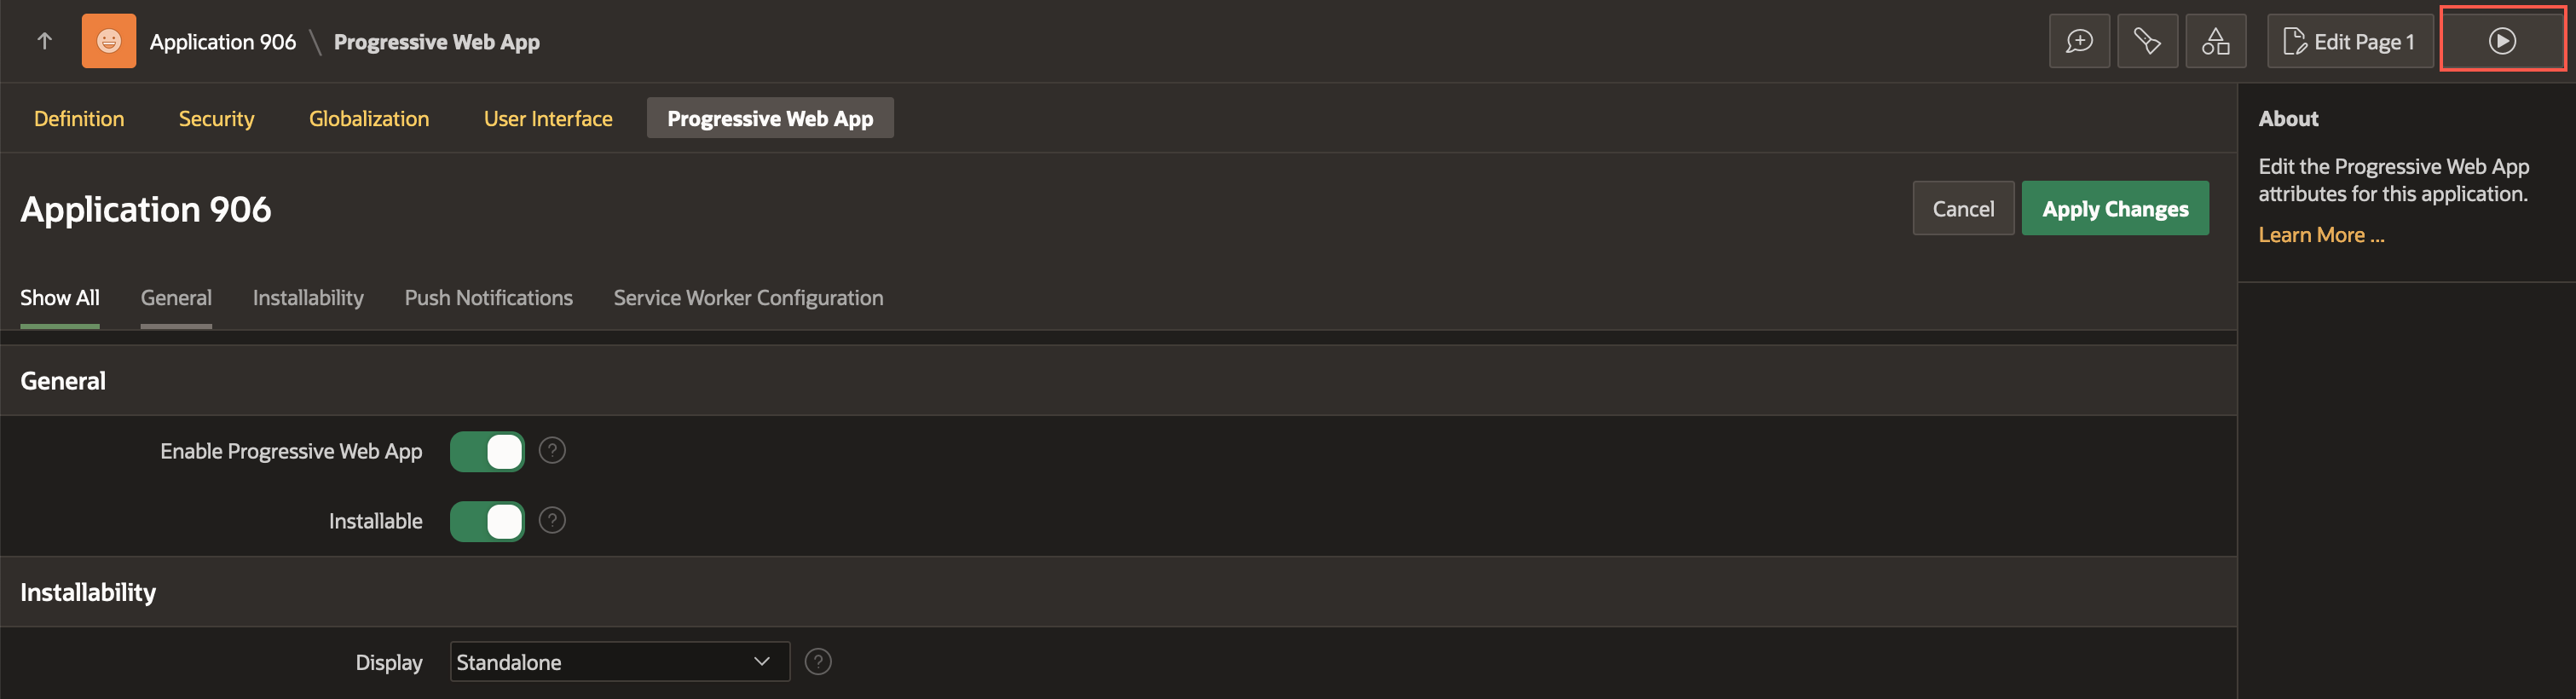 Application 906 \ Progressive Web App
Edit Page 1
Definition Security Globalization User Interface Progressive Web App
About
Edit the Progressive Web App
attributes for this application.
Learn More ...
Application 906
Cancel Apply Changes
Show All General Installability Push Notifications Service Worker Configuration
General
Enable Progressive Web App ?
Installable ?
Installability
Display Standalone ?